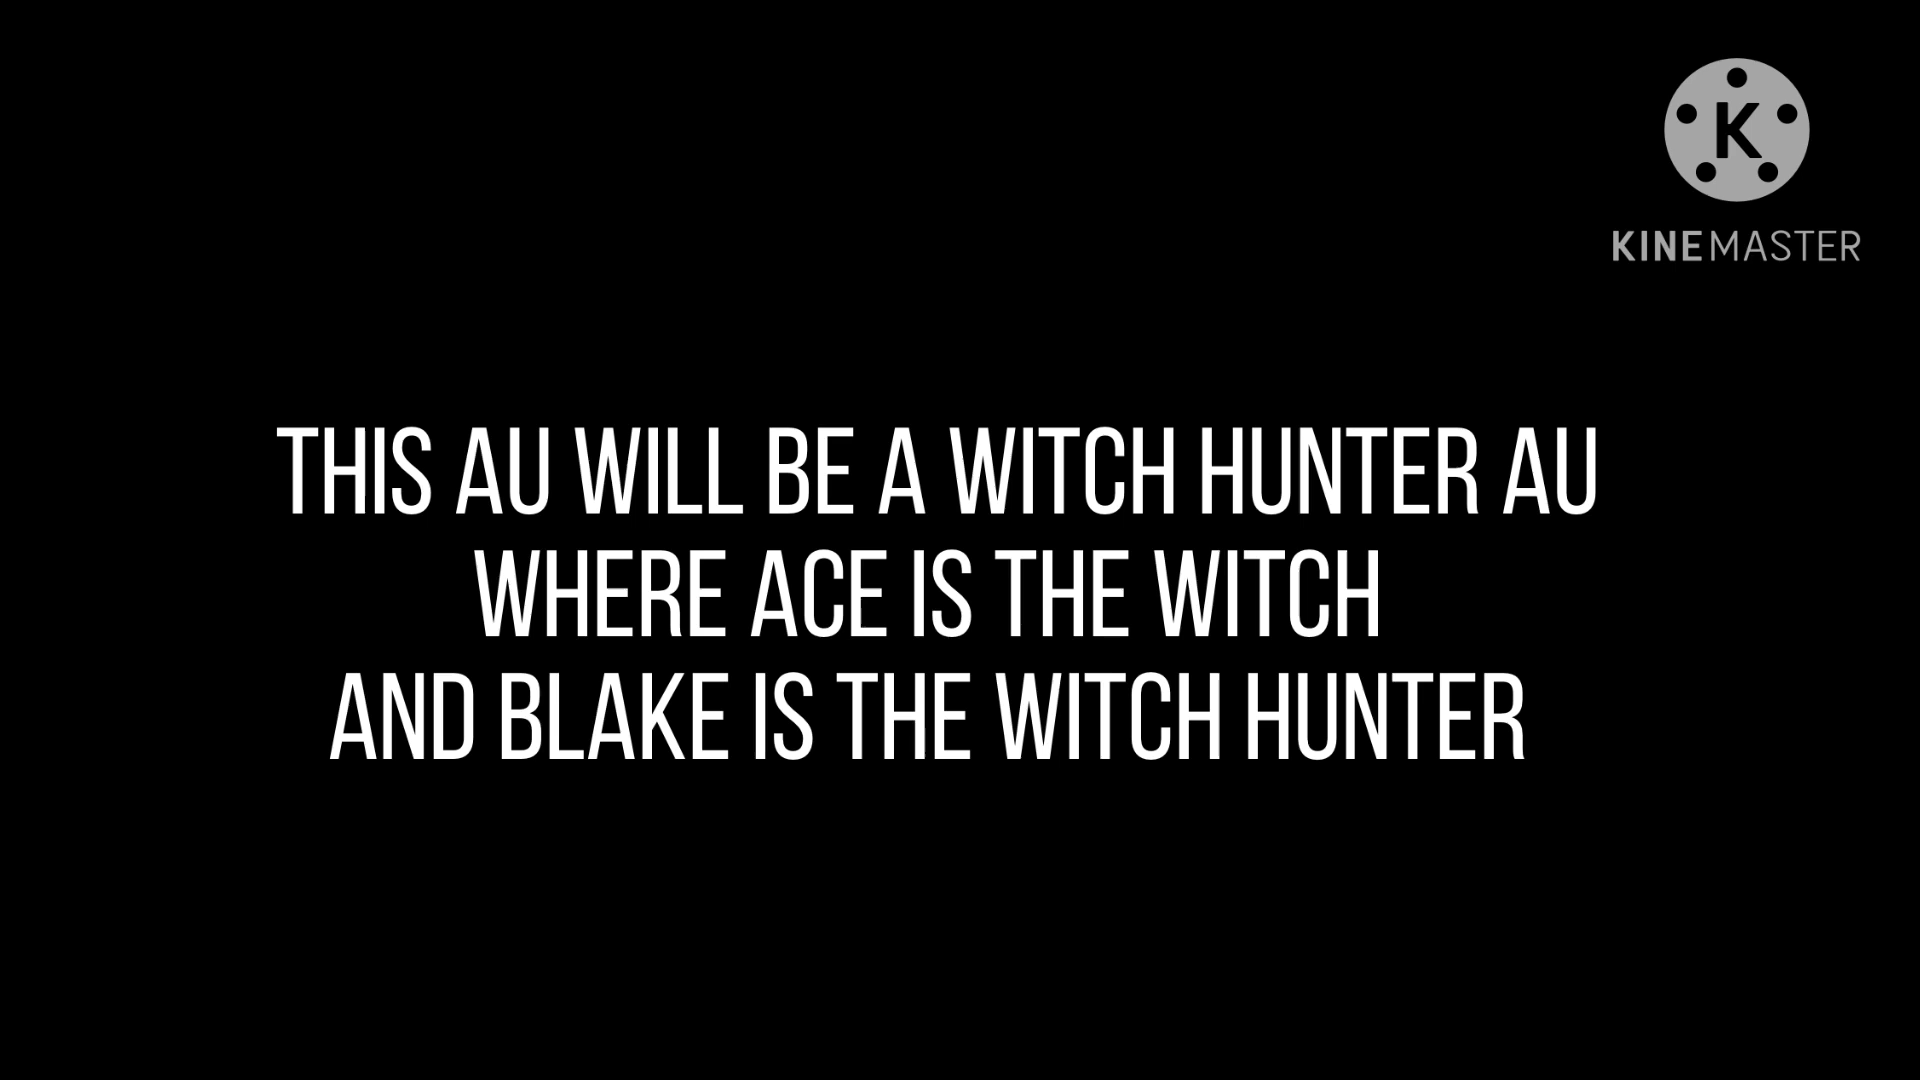 K
KINEMASTER
THIS AU WILL BE A WITCH HUNTER AU
WHERE ACE IS THE WITCH
AND BLAKE IS THE WITCH HUNTER